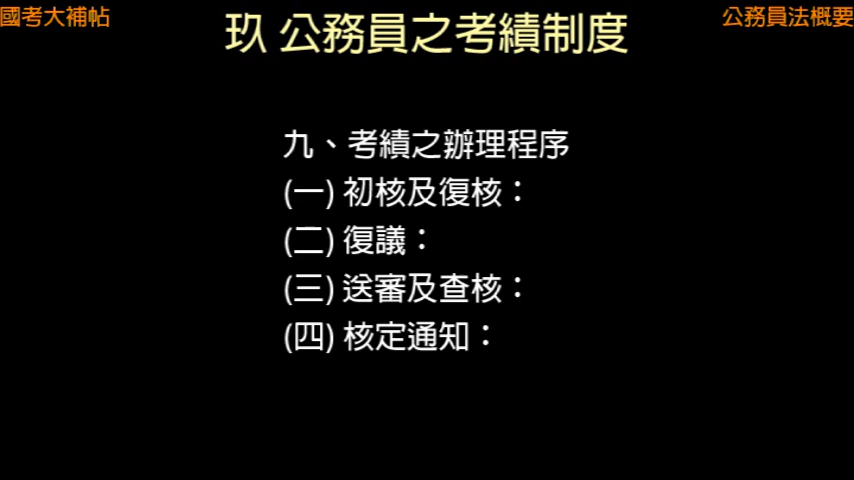 國考大補帖
公務員法概要
玖 公務員之考績制度
九、考績之辦理程序
(一) 初核及復核：
(二) 復議：
(三) 送審及查核：
(四) 核定通知：